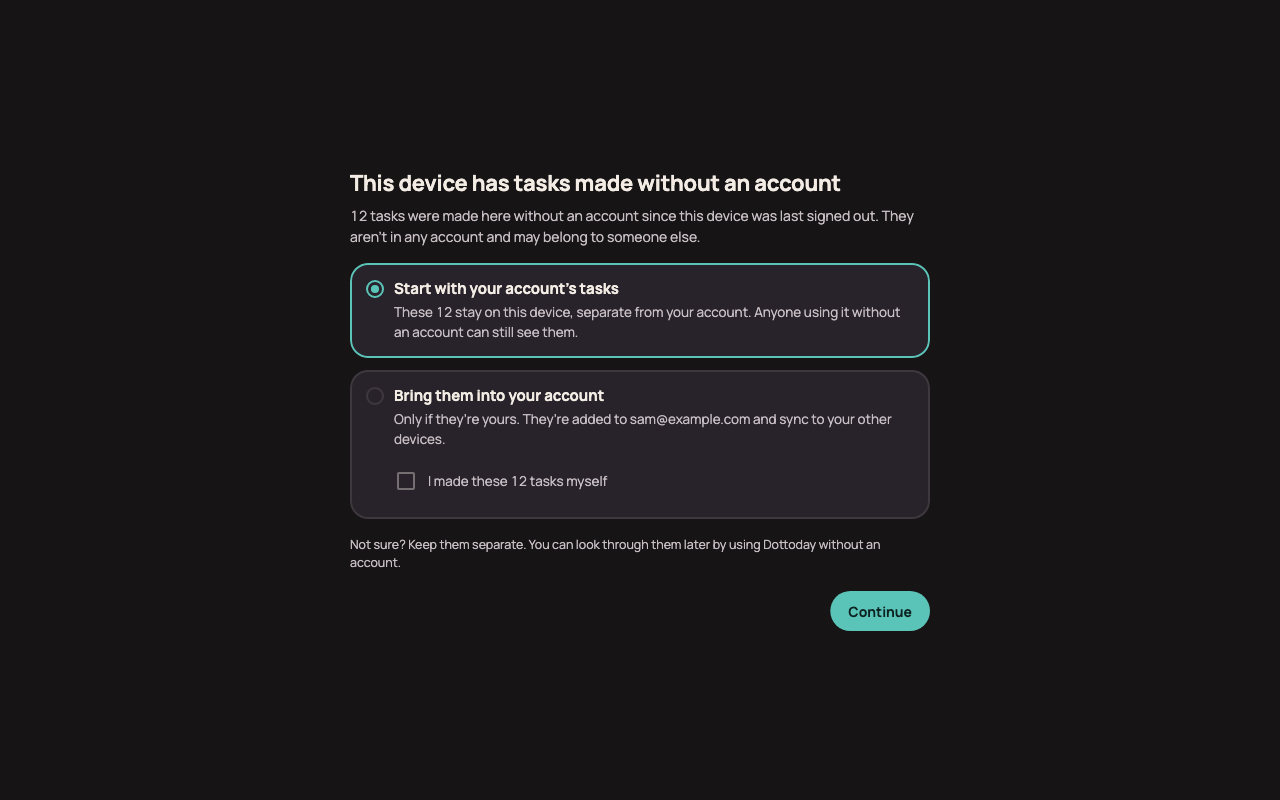 This device has tasks made without an account
12 tasks were made here without an account since this device was last signed out. They
aren't in any account and may belong to someone else.
Start with your account's tasks
These 12 stay on this device, separate from your account. Anyone using it without
an account can still see them.
Bring them into your account
Only if they're yours. They're added to sam@example.com and sync to your other
devices.
I made these 12 tasks myself
Not sure? Keep them separate. You can look through them later by using Dottoday without an
account.
Continue